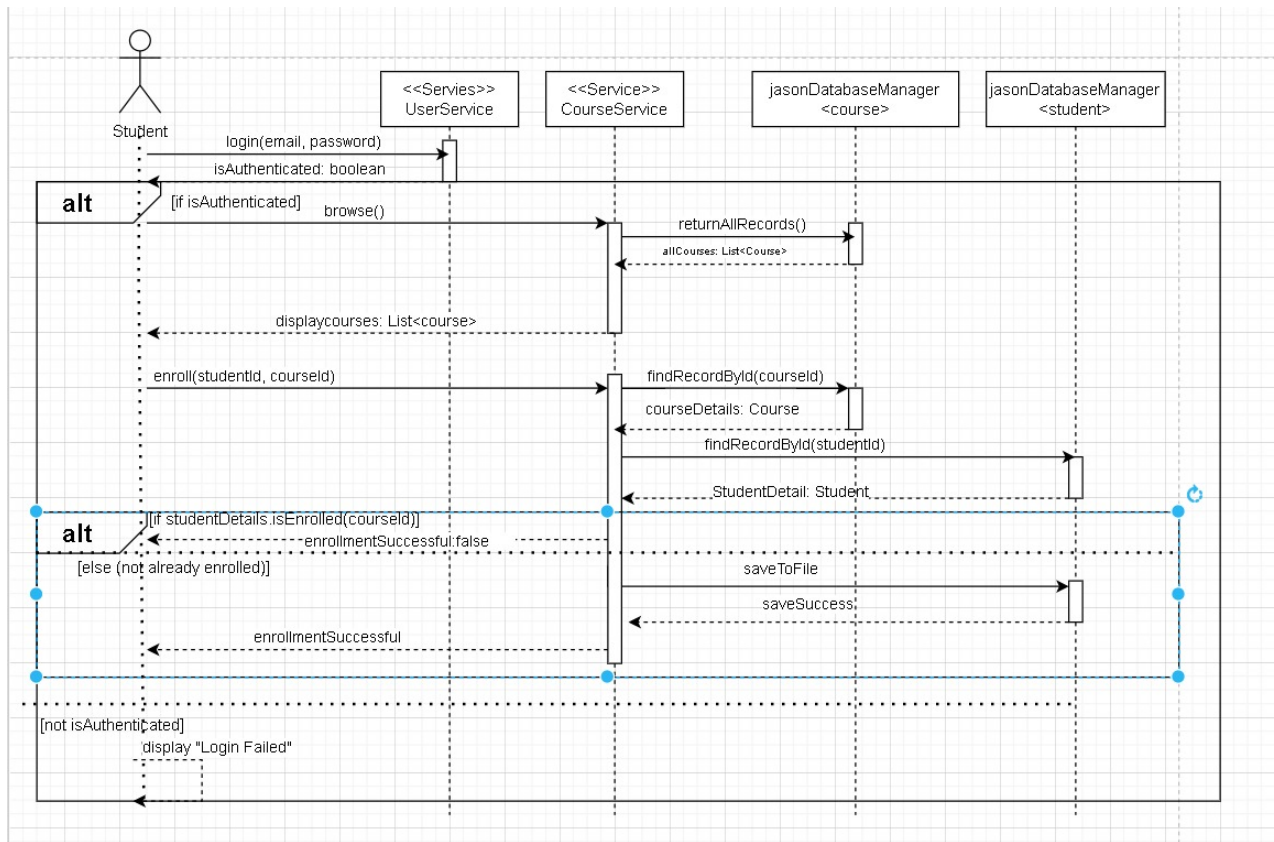 <<Servies>>
UserService
<<Service>>
CourseService
jasonDatabaseManager
<course>
jasonDatabaseManager
<student>
Student
login(email, password)
isAuthenticated: boolean
alt
[if isAuthenticated]
browse()
returnAllRecords()
allCourses: List<Course>
displaycourses: List<course>
enroll(studentId, courseId)
findRecordById(courseId)
courseDetails: Course
findRecordById(studentId)
StudentDetail: Student
alt
[if studentDetails.isEnrolled(courseId)]
enrollmentSuccessful:false
[else (not already enrolled)]
saveToFile
saveSuccess
enrollmentSuccessful
[not isAuthenticated]
display "Login Failed"